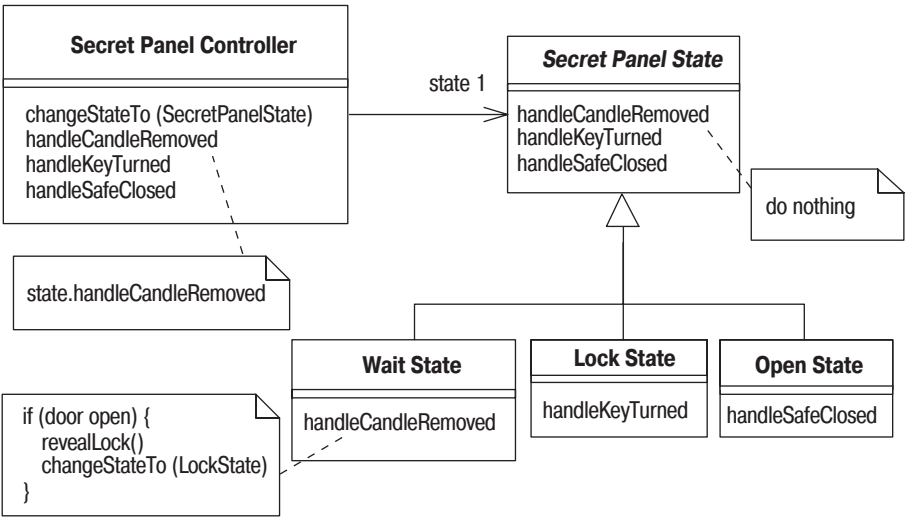 Secret Panel Controller
changeStateTo (SecretPanelState)
handleCandleRemoved
handleKeyTurned
handleSafeClosed
state.handleCandleRemoved
state 1
Secret Panel State
handleCandleRemoved
handleKeyTurned
handleSafeClosed
do nothing
Wait State
handleCandleRemoved
Lock State
handleKeyTurned
Open State
handleSafeClosed
if (door open) {
revealLock()
changeStateTo (LockState)
}